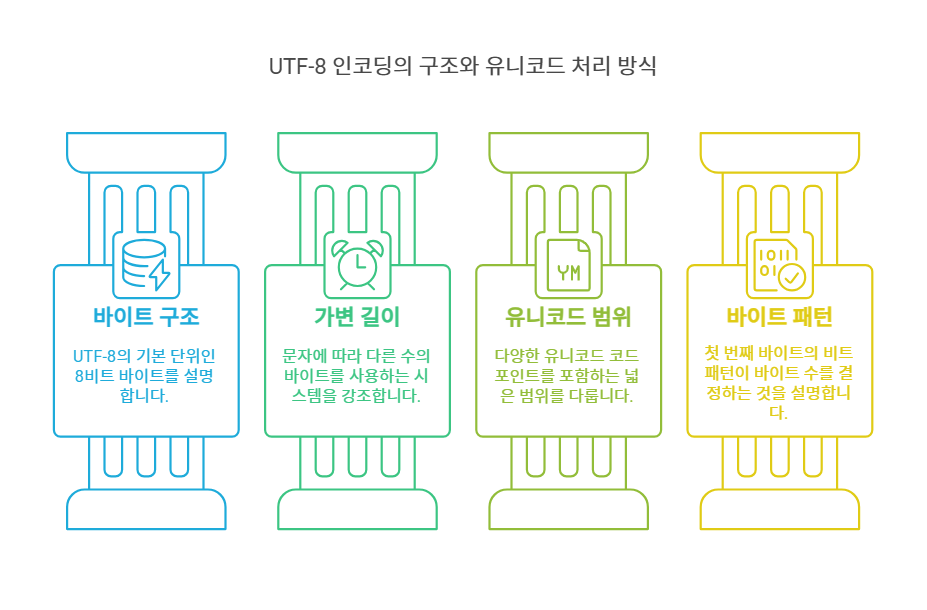 UTF-8 인코딩의 구조와 유니코드 처리 방식
바이트 구조
UTF-8의 기본 단위인
8비트 바이트를 설명
합니다.
가변 길이
문자에 따라 다른 수의
바이트를 사용하는 시
스템을 강조합니다.
YM
유니코드 범위
다양한 유니코드 코드
포인트를 포함하는 넓
은 범위를 다룹니다.
1011
01
바이트 패턴
첫 번째 바이트의 비트
패턴이 바이트 수를 결
정하는 것을 설명합니
다.